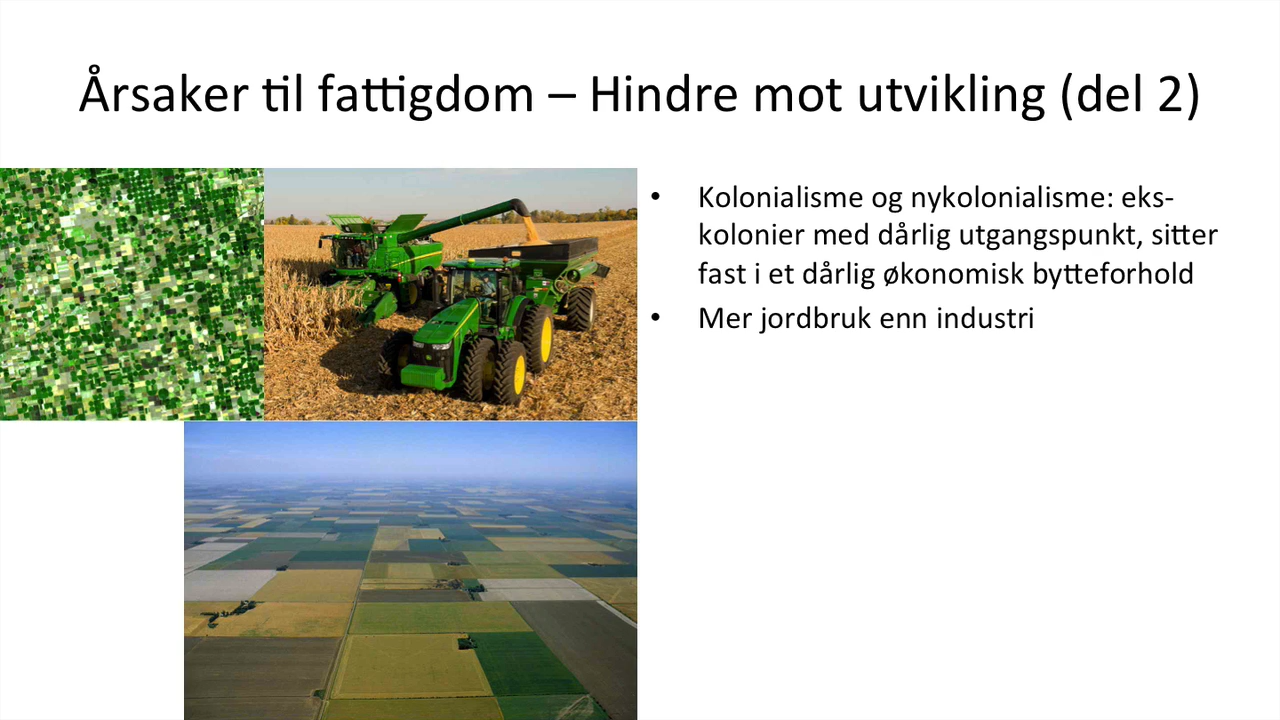 Årsaker til fattigdom – Hindre mot utvikling (del 2)
• Kolonialisme og nykolonialisme: eks-
kolonier med dårlig utgangspunkt, sitter
fast i et dårlig økonomisk bytteforhold
• Mer jordbruk enn industri